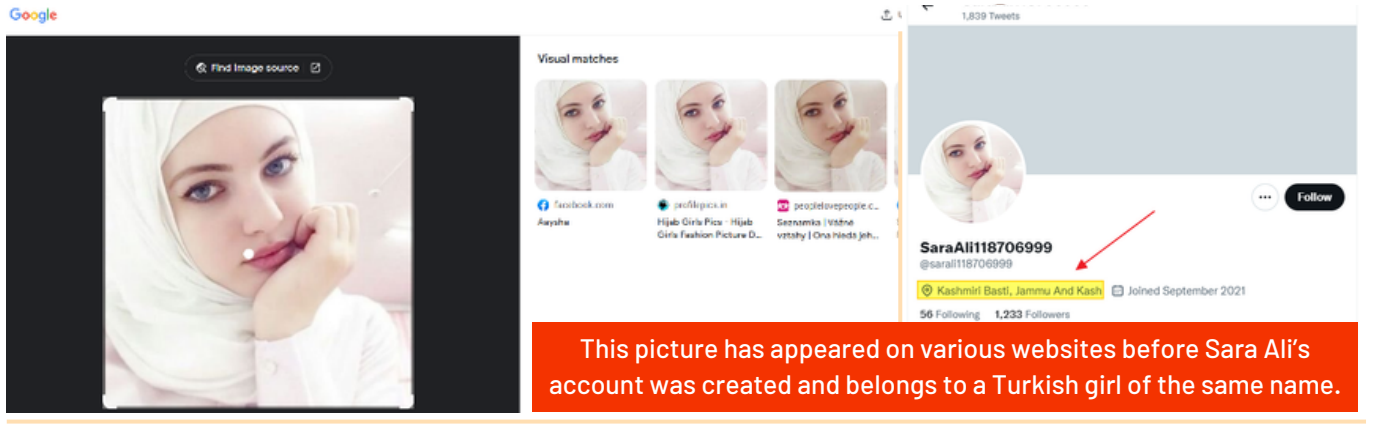 Google
Find image source
Visual matches
facebook.com
Aayshe
profilepics.in
Hijab Girls Pics - Hijab
Girls Fashion Picture D...
peoplelovepeople.c...
Seznamka | Vážné
vztahy | Ona hledá jeh...
1,839 Tweets
Follow
SaraAli118706999
@sarali118706999
Kashmiri Basti, Jammu And Kash
Joined September 2021
56 Following 1,233 Followers
This picture has appeared on various websites before Sara Ali's
account was created and belongs to a Turkish girl of the same name.